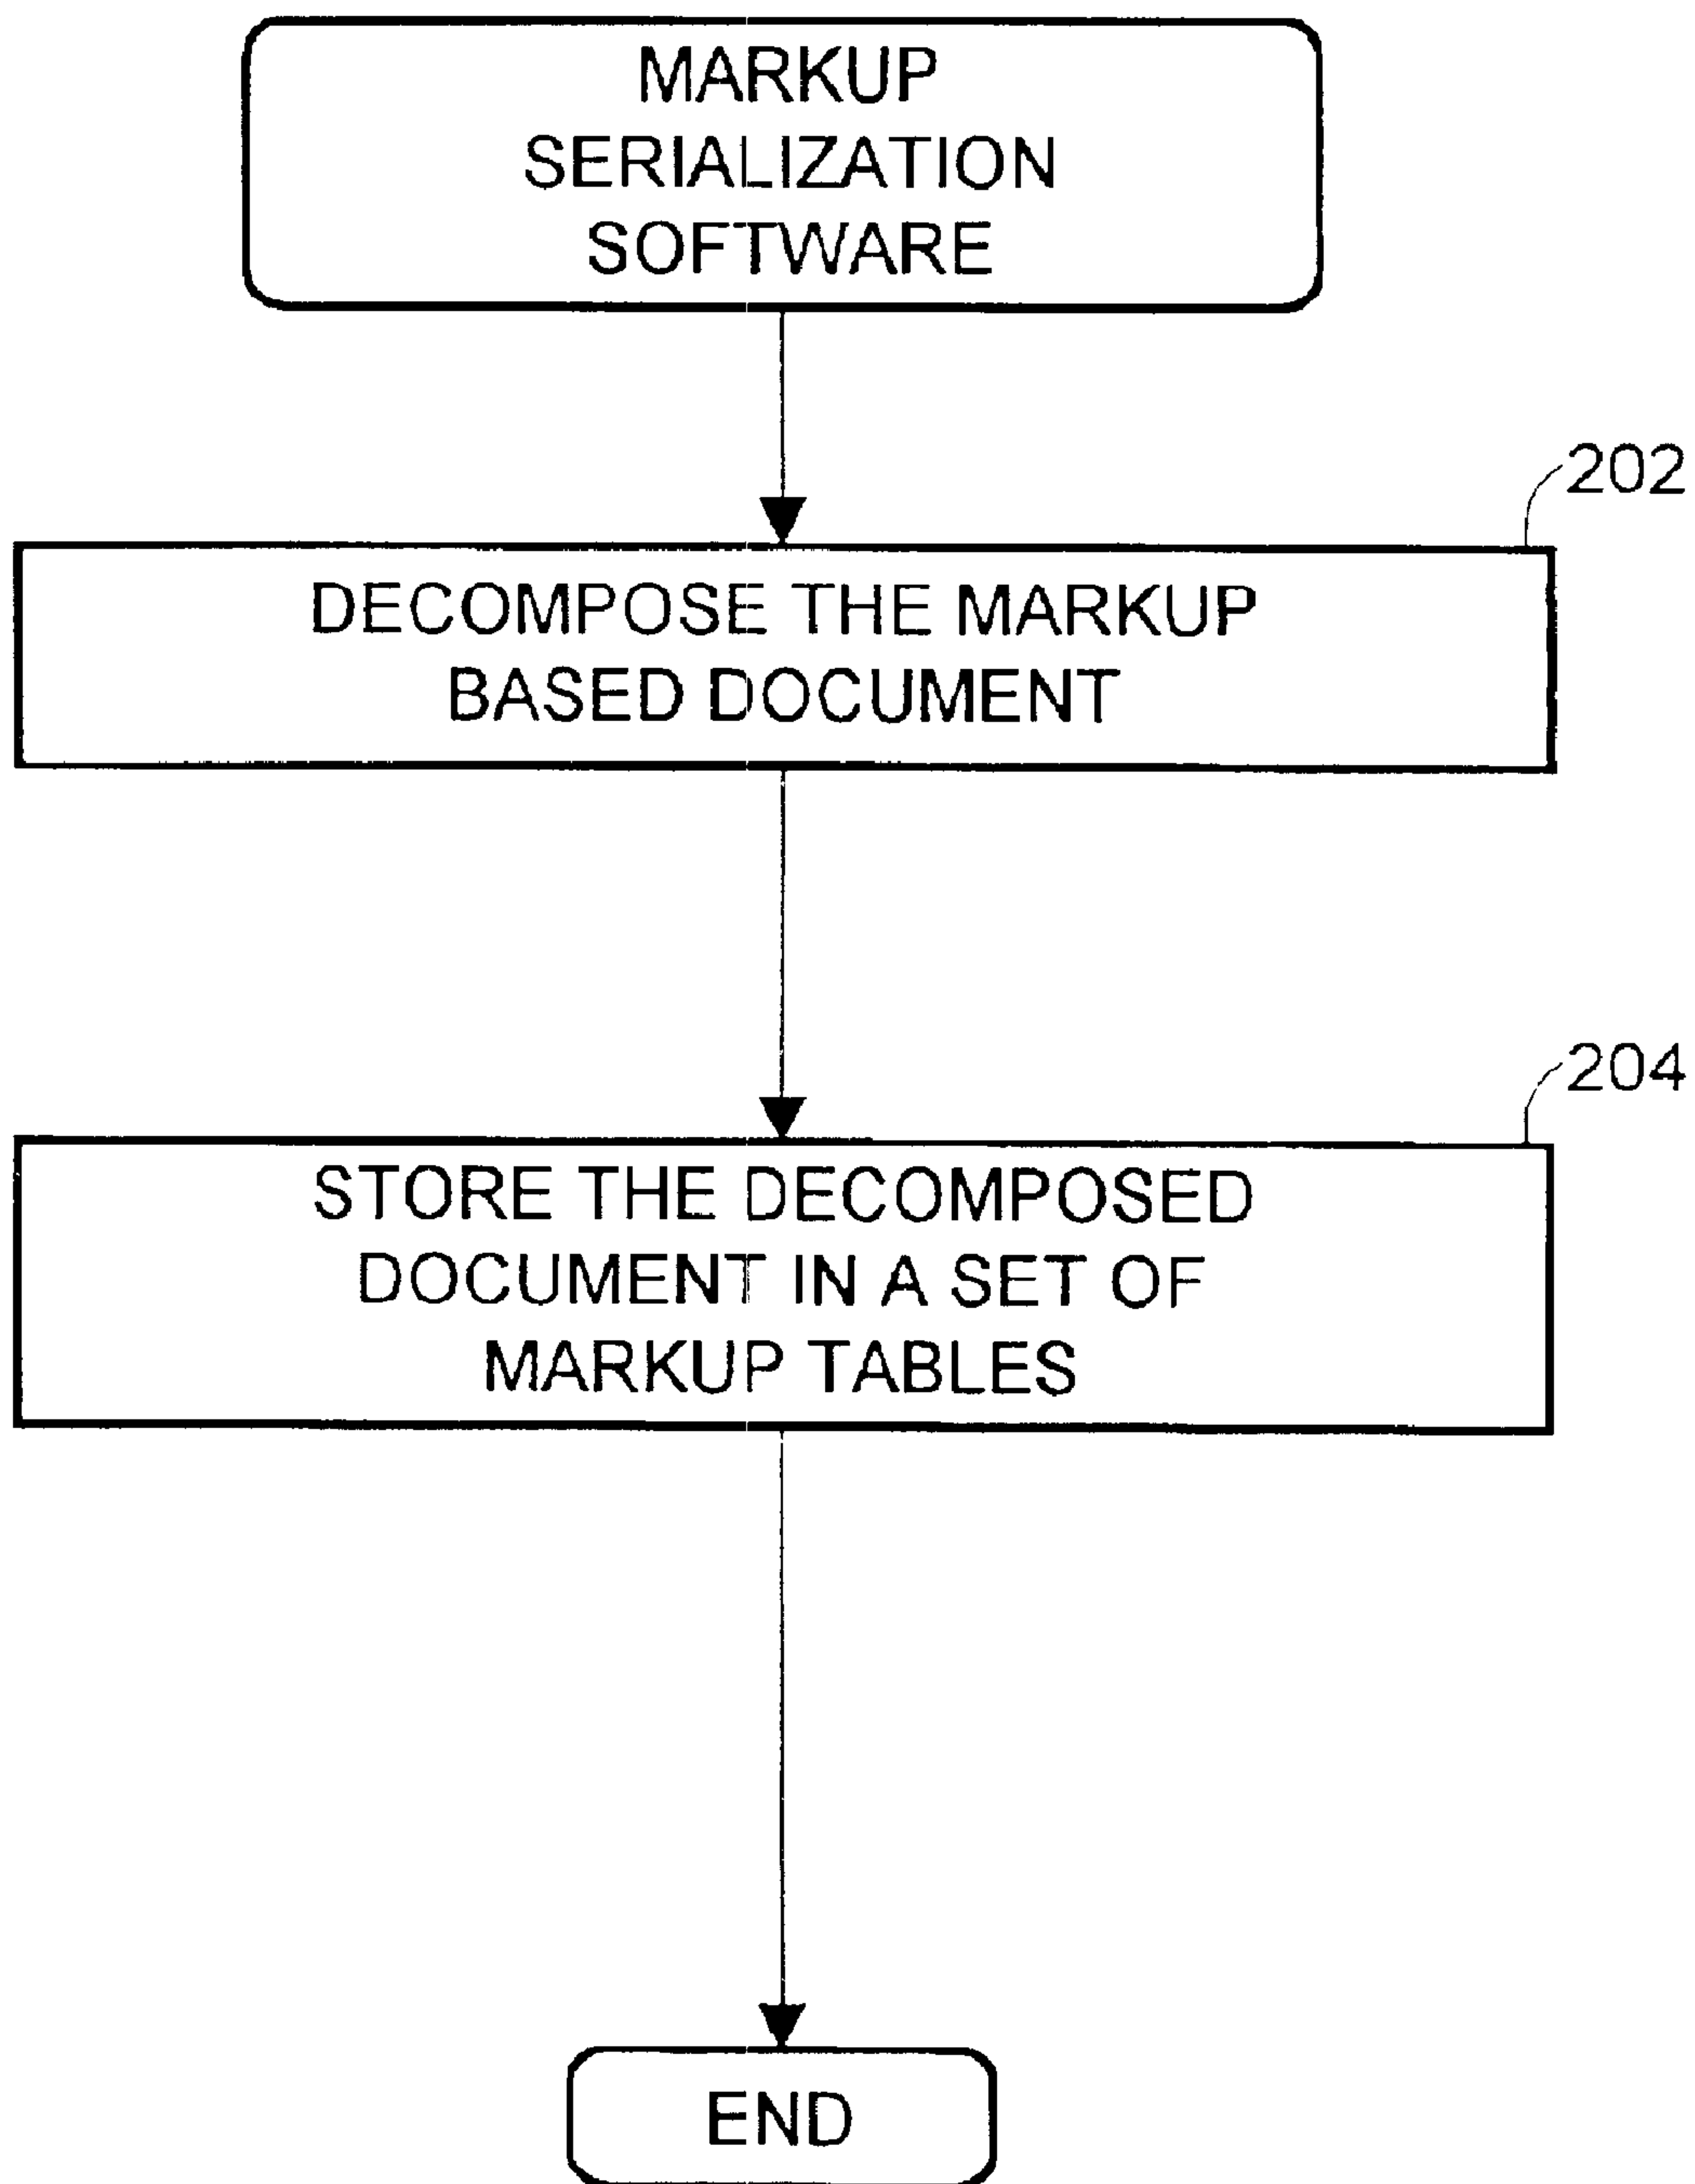 MARKUP
SERIALIZATION
SOFTWARE
202
DECOMPOSE THE MARKUP
BASED DOCUMENT
204
STORE THE DECOMPOSED
DOCUMENT IN A SET OF
MARKUP TABLES
END